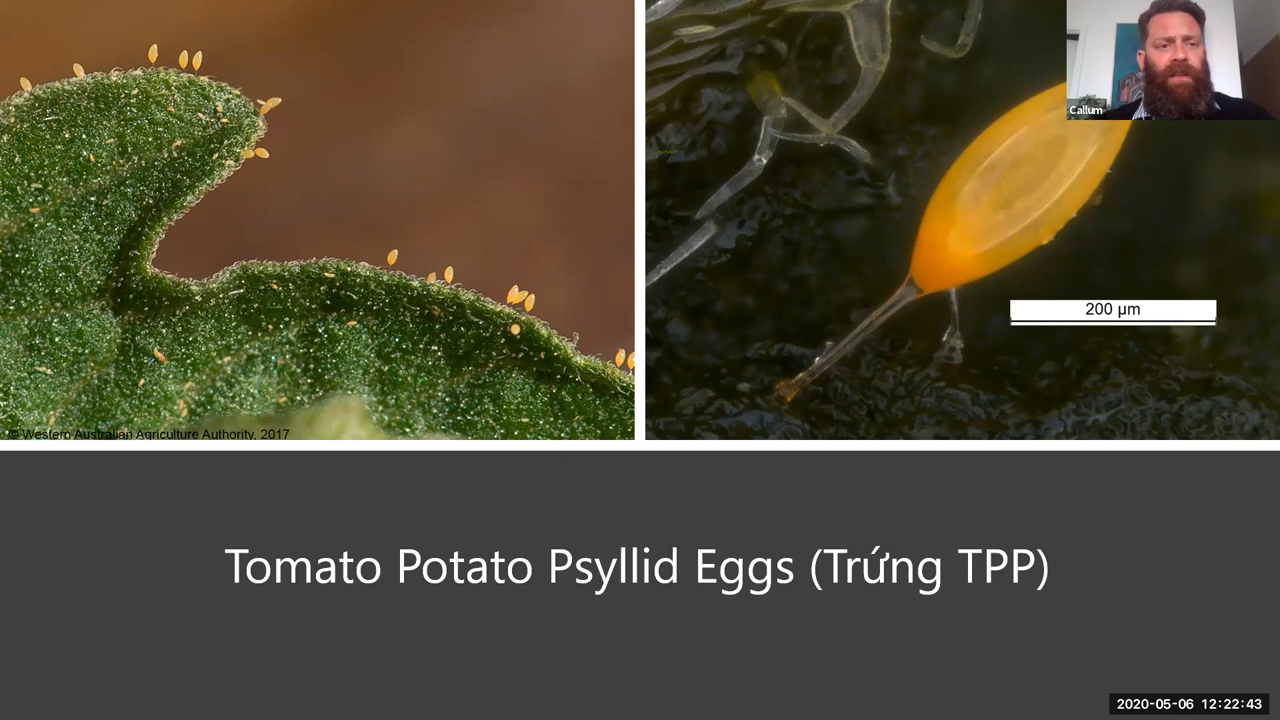 Callum
200 µm
© Western Australian Agriculture Authority, 2017
Tomato Potato Psyllid Eggs (Trứng TPP)
2020-05-06 12:22:43